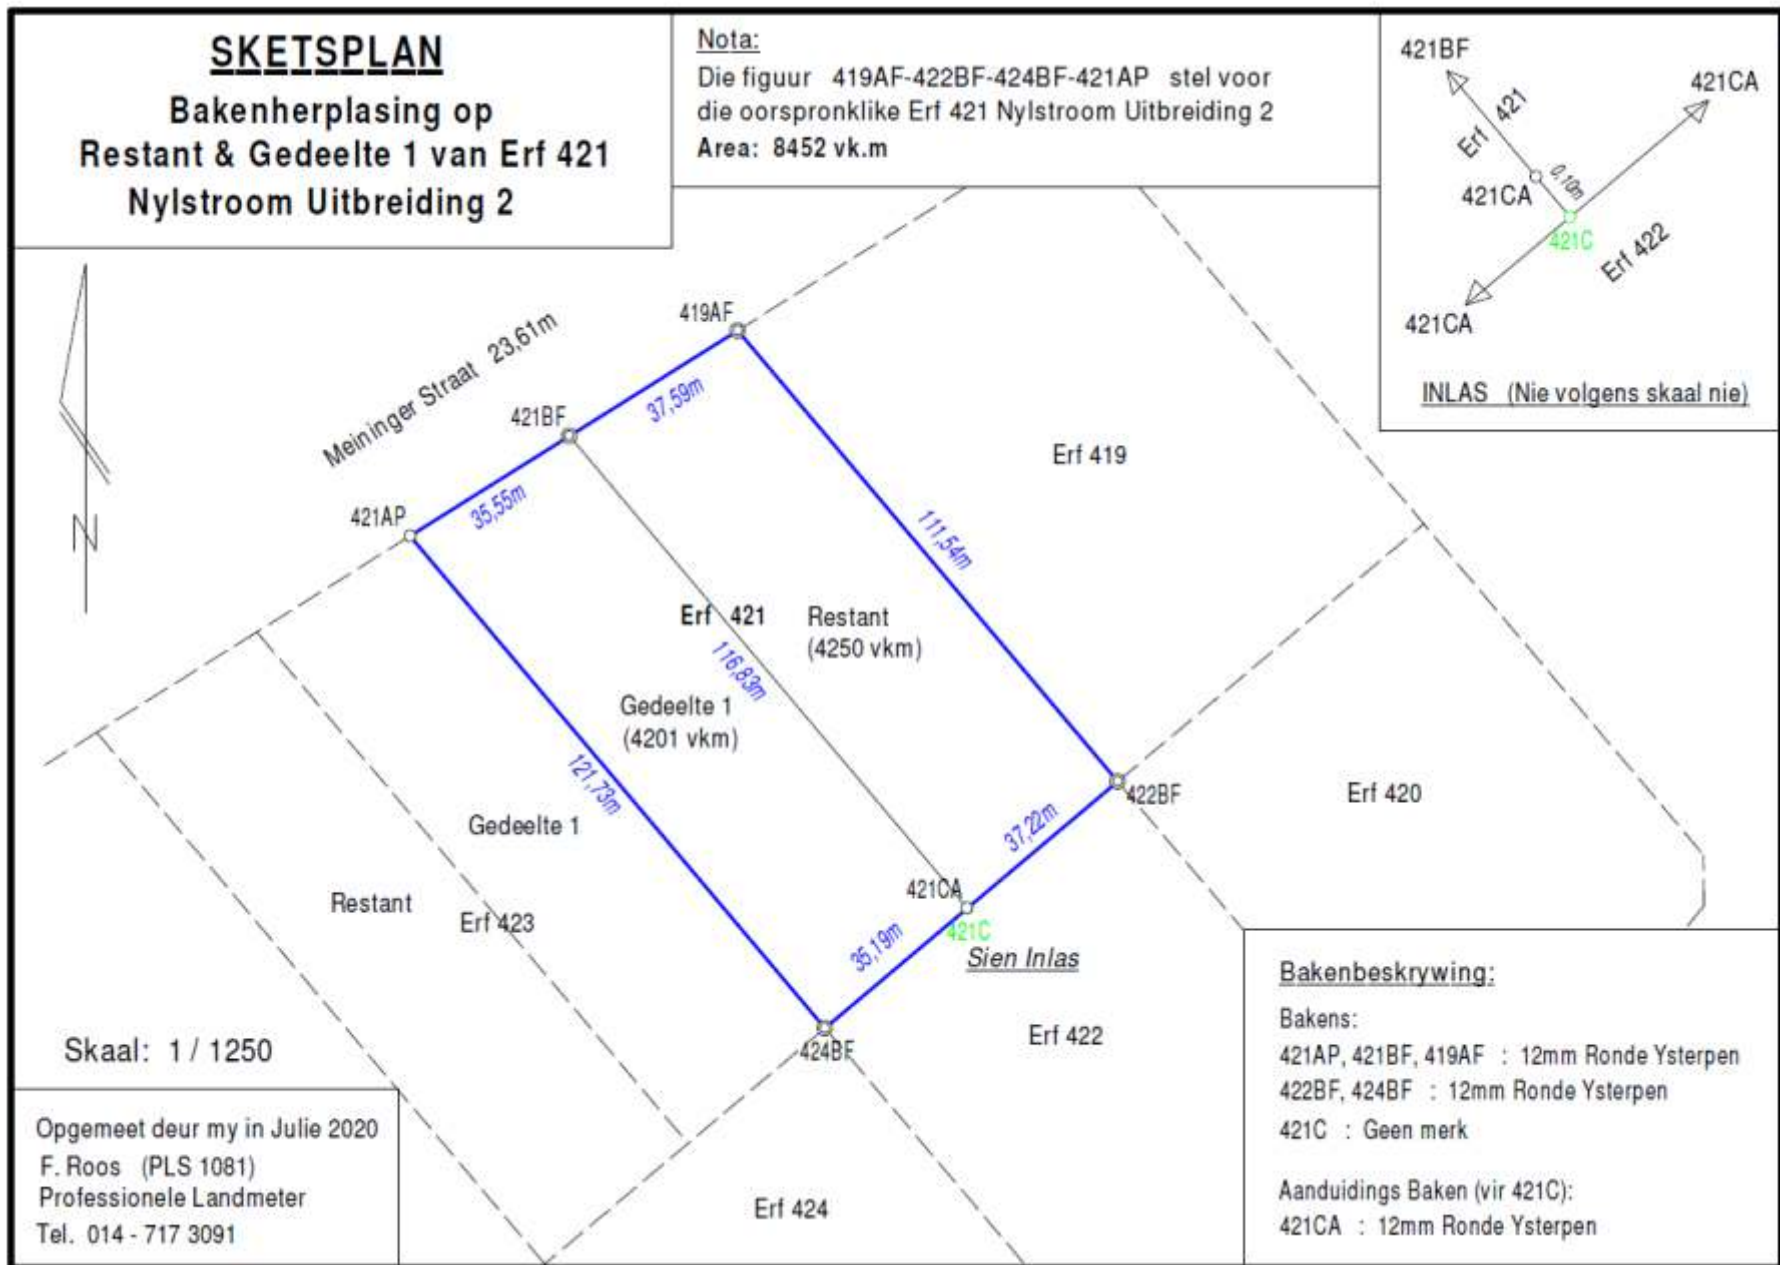 SKETSPLAN
Bakenherplasing op
Restant & Gedeelte 1 van Erf 421
Nylstroom Uitbreiding 2
Nota:
Die figuur 419AF-422BF-424BF-421AP stel voor
die oorspronklike Erf 421 Nylstroom Uitbreiding 2
Area: 8452 vk.m
421BF
421CA
Erf 421
0,10m
421CA
421C
Erf 422
421CA
INLAS (Nie volgens skaal nie)
N
Meininger Straat 23,61m
419AF
37,59m
421BF
35,55m
421AP
Erf 419
111,54m
Erf 421
Restant
(4250 vkm)
116,83m
Gedeelte 1
(4201 vkm)
121,73m
422BF
Erf 420
37,22m
Gedeelte 1
Restant
Erf 423
421CA
421C
35,19m
Sien Inlas
424BF
Erf 422
Erf 424
Skaal: 1 / 1250
Opgemeet deur my in Julie 2020
F. Roos (PLS 1081)
Professionele Landmeter
Tel. 014 - 717 3091
Bakenbeskrywing:
Bakens:
421AP, 421BF, 419AF : 12mm Ronde Ysterpen
422BF, 424BF : 12mm Ronde Ysterpen
421C : Geen merk
Aanduidings Baken (vir 421C):
421CA : 12mm Ronde Ysterpen